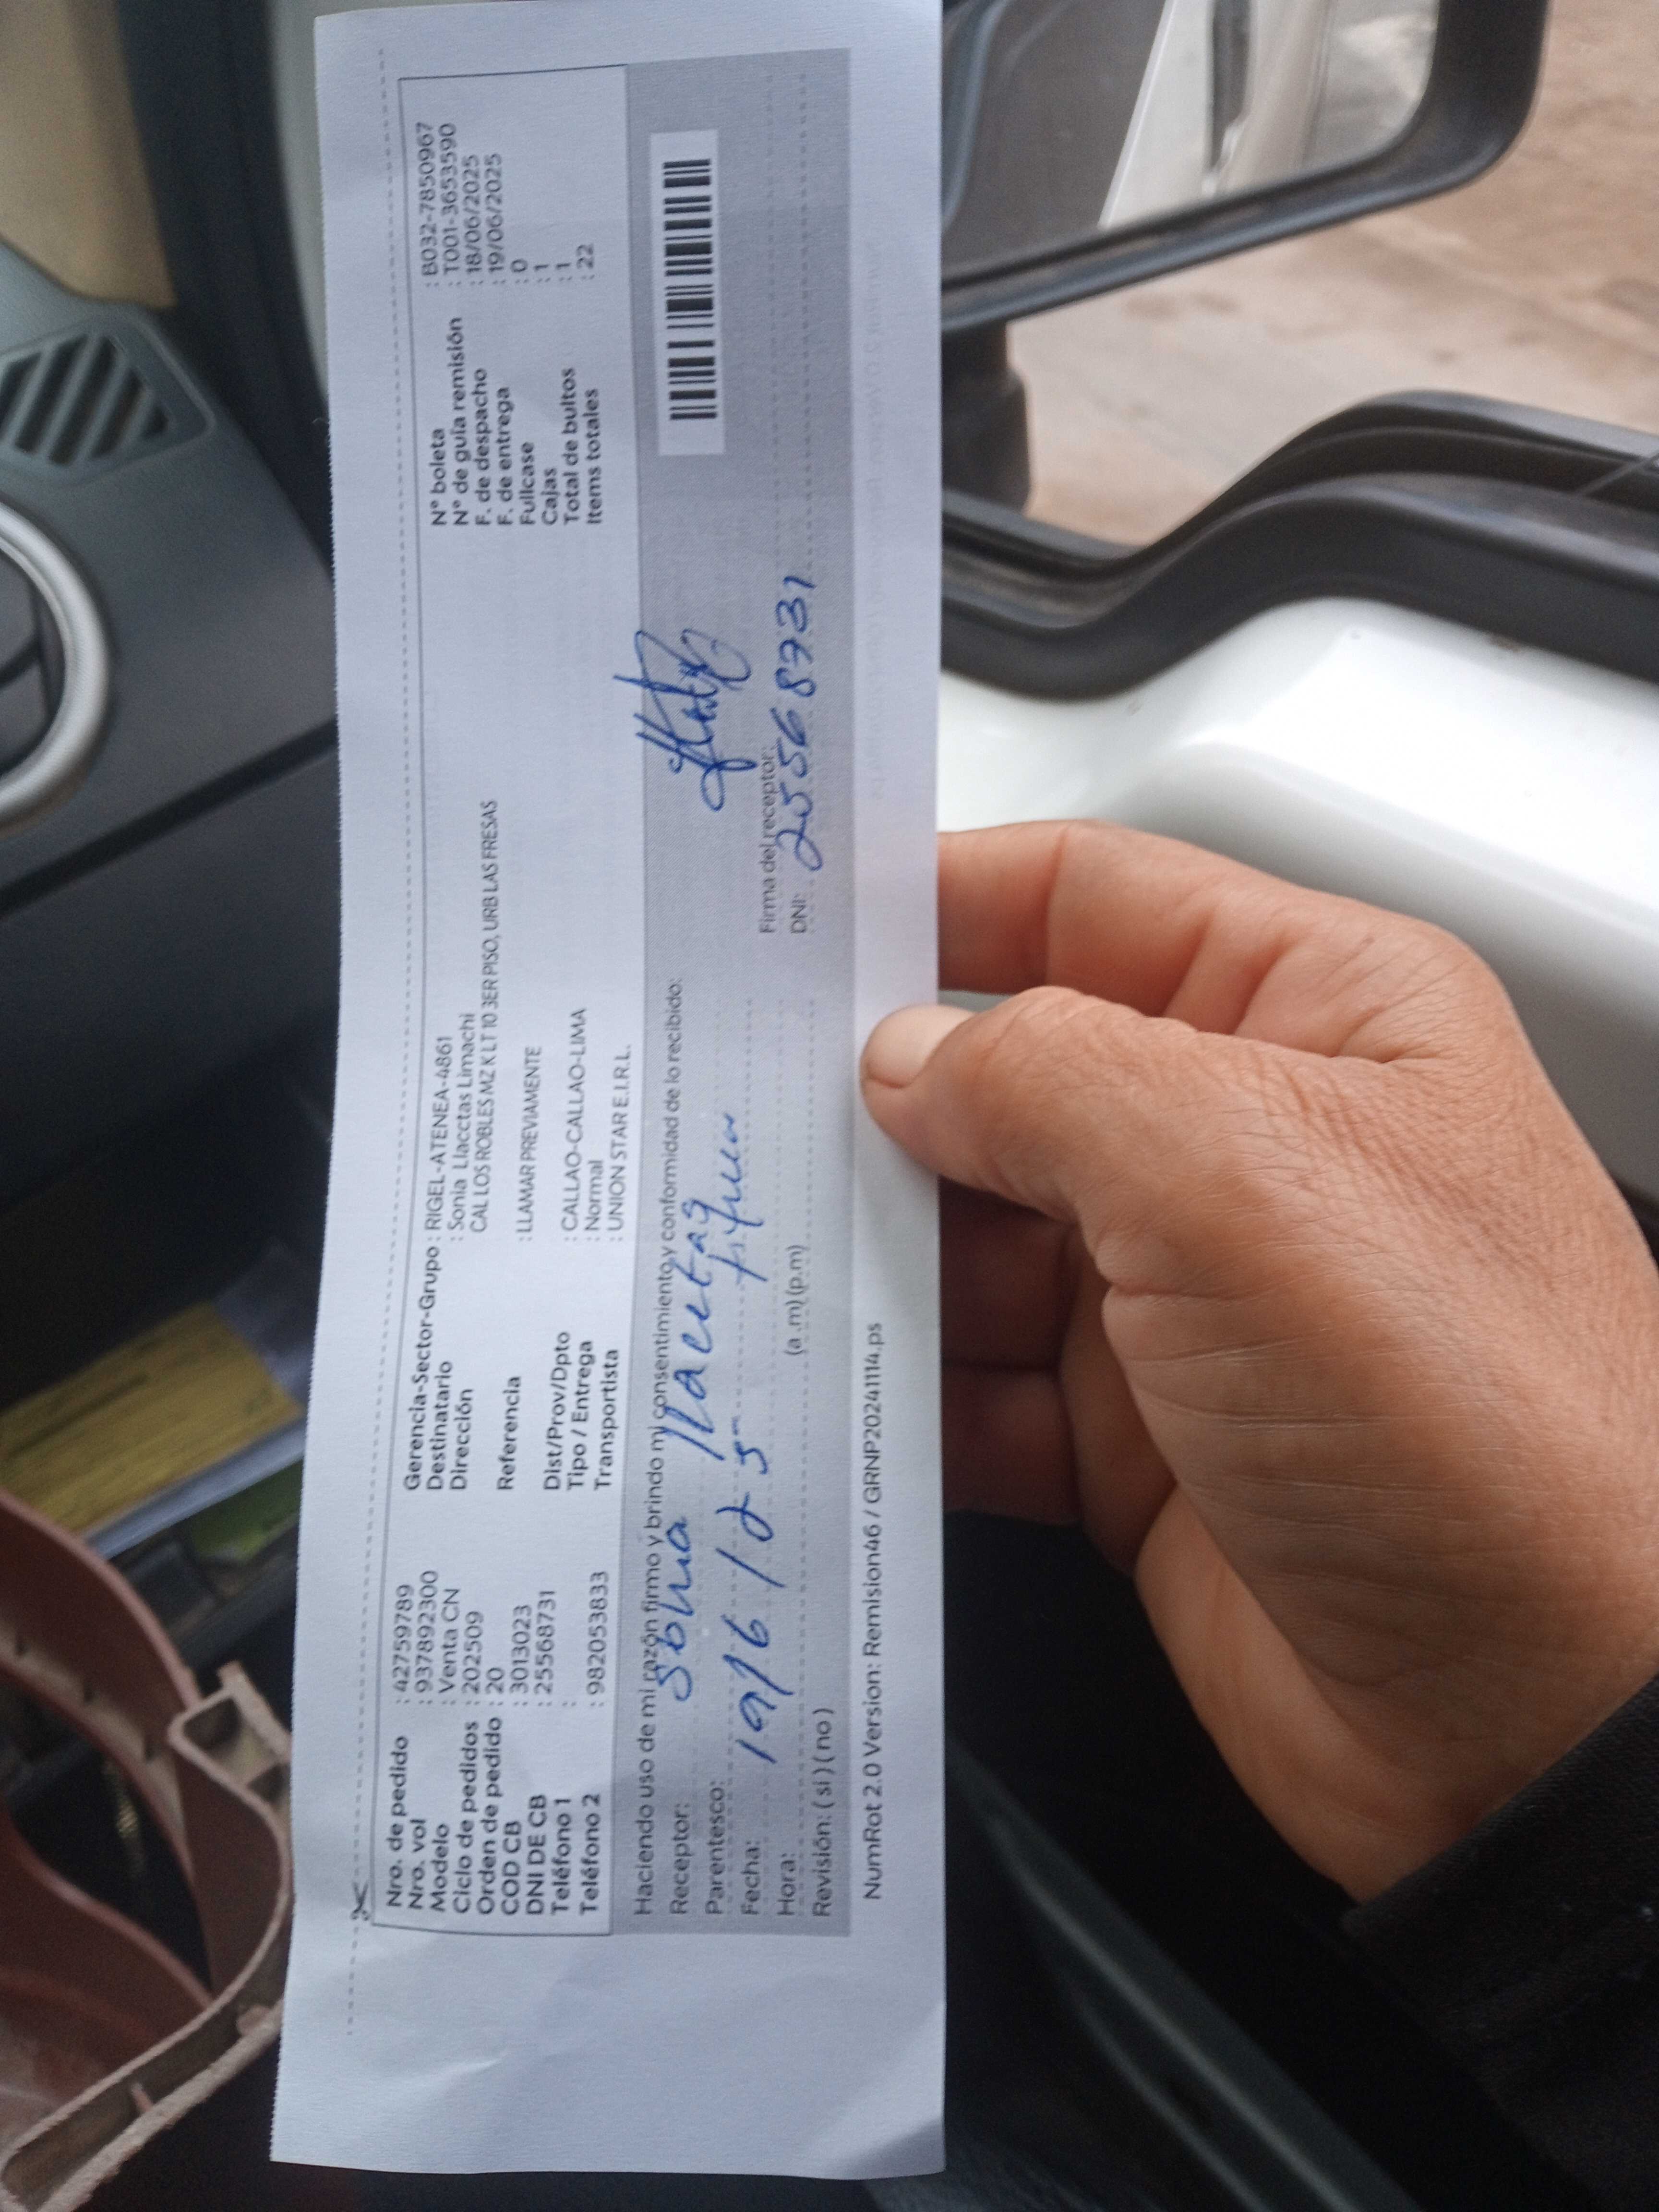 Nro. de pedido : 42759789
Nro. vol : 937892300
Modelo : Venta CN
Ciclo de pedidos : 202509
Orden de pedido : 20
COD CB : 3013023
DNI DE CB : 25568731
Teléfono 1 :
Teléfono 2 : 982053833
Gerencia-Sector-Grupo : RIGEL-ATENEA-4861
Destinatario : Sonia Llacctas Limachi
Dirección CAL LOS ROBLES MZ K LT 10 3ER PISO, URB LAS FRESAS
Referencia : LLAMAR PREVIAMENTE
Dist/Prov/Dpto : CALLAO-CALLAO-LIMA
Tipo / Entrega : Normal
Transportista : UNION STAR E.I.R.L.
N° boleta : B032-7850967
N° de guía remisión : T001-3653590
F. de despacho : 18/06/2025
F. de entrega : 19/06/2025
Fullcase : 0
Cajas : 1
Total de bultos : 1
Items totales : 22
Haciendo uso de mi razón firmo y brindo mi consentimiento y conformidad de lo recibido:
Receptor: Sonia Llacctas
Parentesco:
Fecha: 19/6/25
Hora: (a.m) (p.m)
Revisión: ( si ) ( no )
Firma del receptor:
DNI: 25568731
NumRot 2.0 Version: Remision46 / GRNP20241114.ps